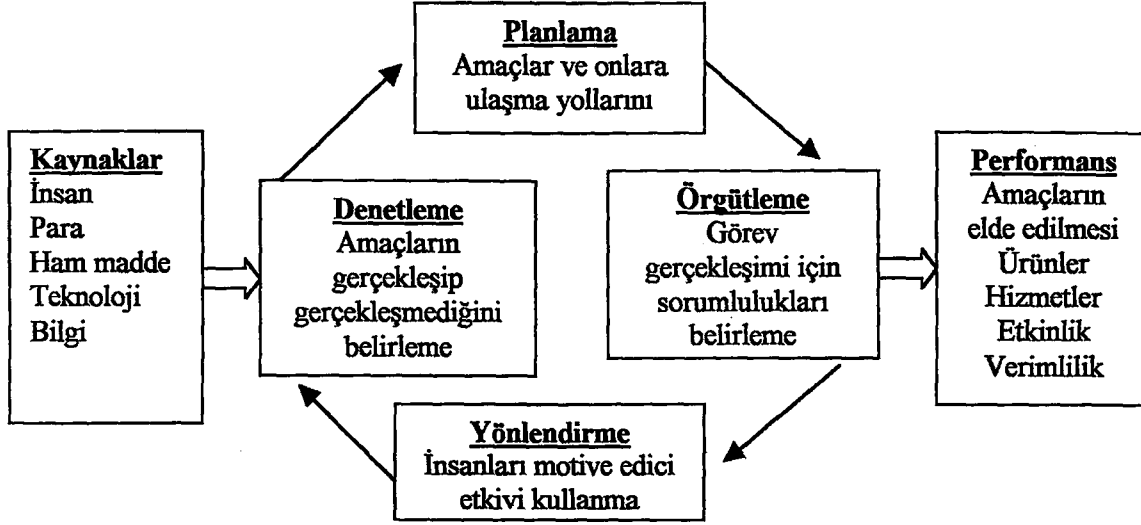 Planlama
Amaçlar ve onlara
ulaşma yollarını
Kaynaklar
İnsan
Para
Ham madde
Teknoloji
Bilgi
Denetleme
Amaçların
gerçekleşip
gerçekleşmediğini
belirleme
Örgütleme
Görev
gerçekleşimi için
sorumlulukları
belirleme
Performans
Amaçların
elde edilmesi
Ürünler
Hizmetler
Etkinlik
Verimlilik
Yönlendirme
İnsanları motive edici
etkivi kullanma